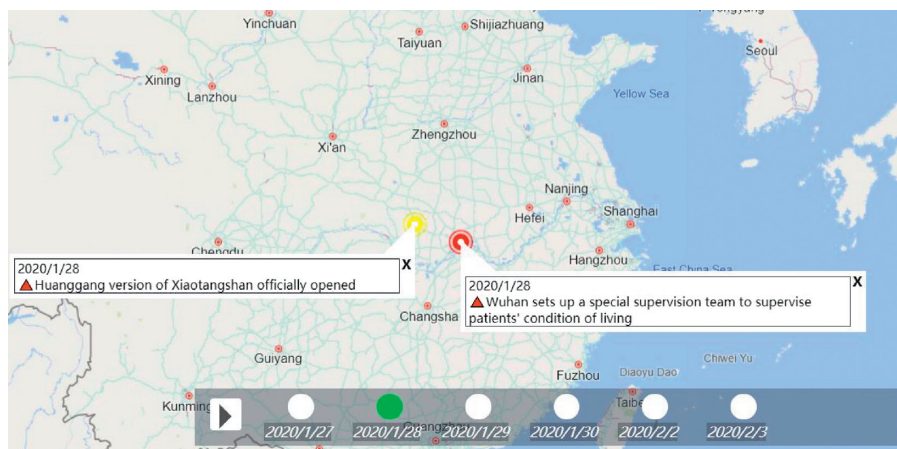 Yinchuan
Shijiazhuang
Taiyuan
Seoul
Xining
Jinan
Lanzhou
Yellow Sea
Zhengzhou
Xi'an
Nanjing
Hefei
Shanghai
Chengdu
Hangzhou
East China Sea
2020/1/28
X
Huanggang version of Xiaotangshan officially opened
2020/1/28
X
Wuhan sets up a special supervision team to supervise
patients' condition of living
Changsha
Guiyang
Fuzhou
Diaoyu Dao
Chiwei Yu
Kunming
Taibei
Guangzhou
2020/1/27
2020/1/28
2020/1/29
2020/1/30
2020/2/2
2020/2/3